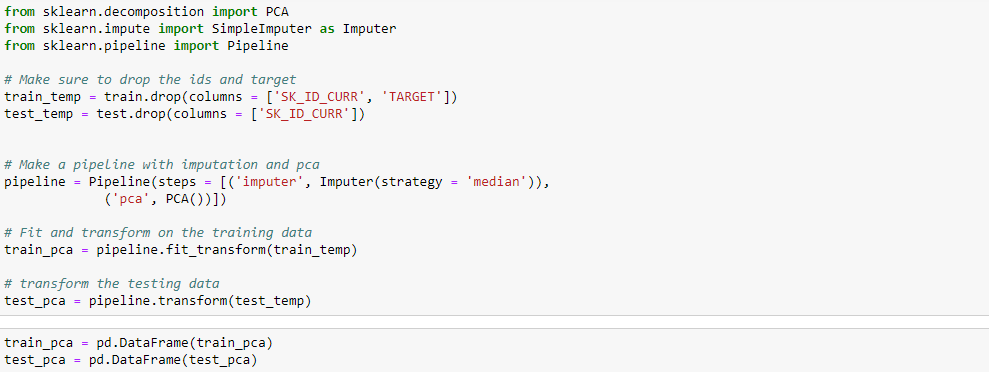 from sklearn.decomposition import PCA
from sklearn.impute import SimpleImputer as Imputer
from sklearn.pipeline import Pipeline
# Make sure to drop the ids and target
train_temp = train.drop(columns = ['SK_ID_CURR', 'TARGET'])
test_temp = test.drop(columns = ['SK_ID_CURR'])
# Make a pipeline with imputation and pca
pipeline = Pipeline(steps = [('imputer', Imputer(strategy = 'median')),
             ('pca', PCA())])
# Fit and transform on the training data
train_pca = pipeline.fit_transform(train_temp)
# transform the testing data
test_pca = pipeline.transform(test_temp)
train_pca = pd.DataFrame(train_pca)
test_pca = pd.DataFrame(test_pca)